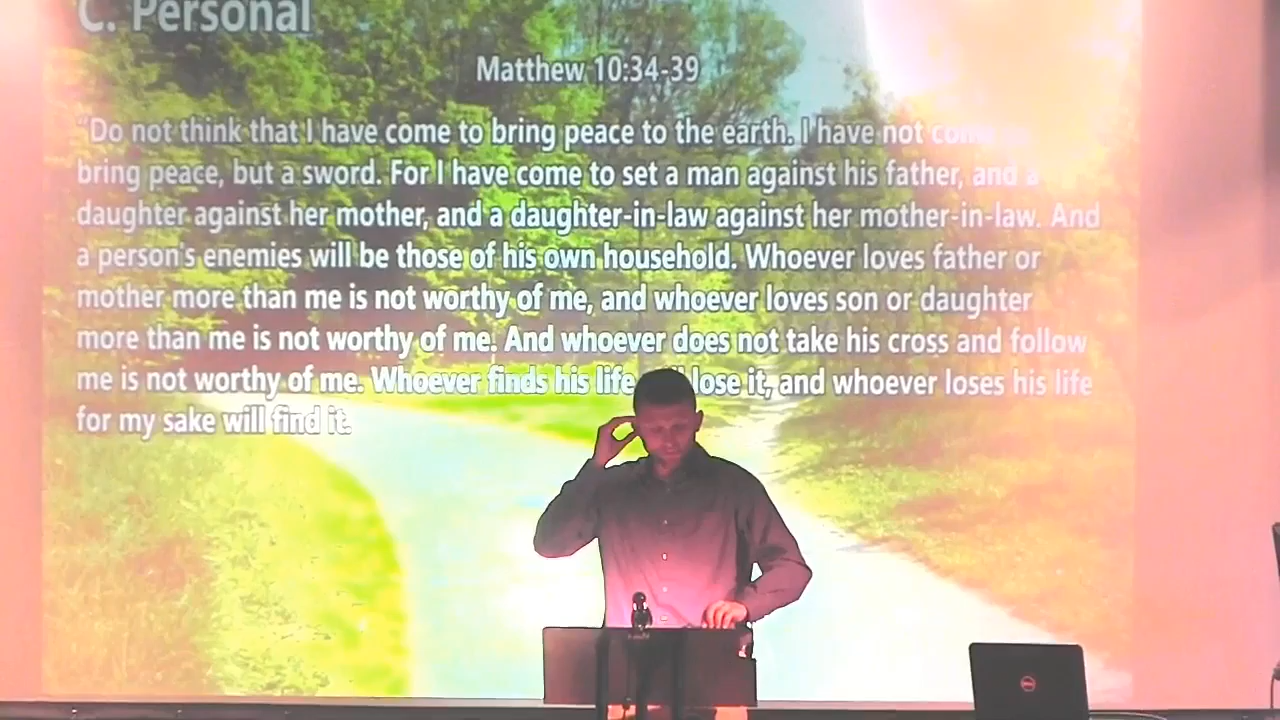 C. Personal
Matthew 10:34-39
"Do not think that I have come to bring peace to the earth. I have not come
bring peace, but a sword. For I have come to set a man against his father, and a
daughter against her mother, and a daughter-in-law against her mother-in-law. And
a person's enemies will be those of his own household. Whoever loves father or
mother more than me is not worthy of me, and whoever loves son or daughter
more than me is not worthy of me. And whoever does not take his cross and follow
me is not worthy of me. Whoever finds his life lose it, and whoever loses his life
for my sake will find it.
DELL